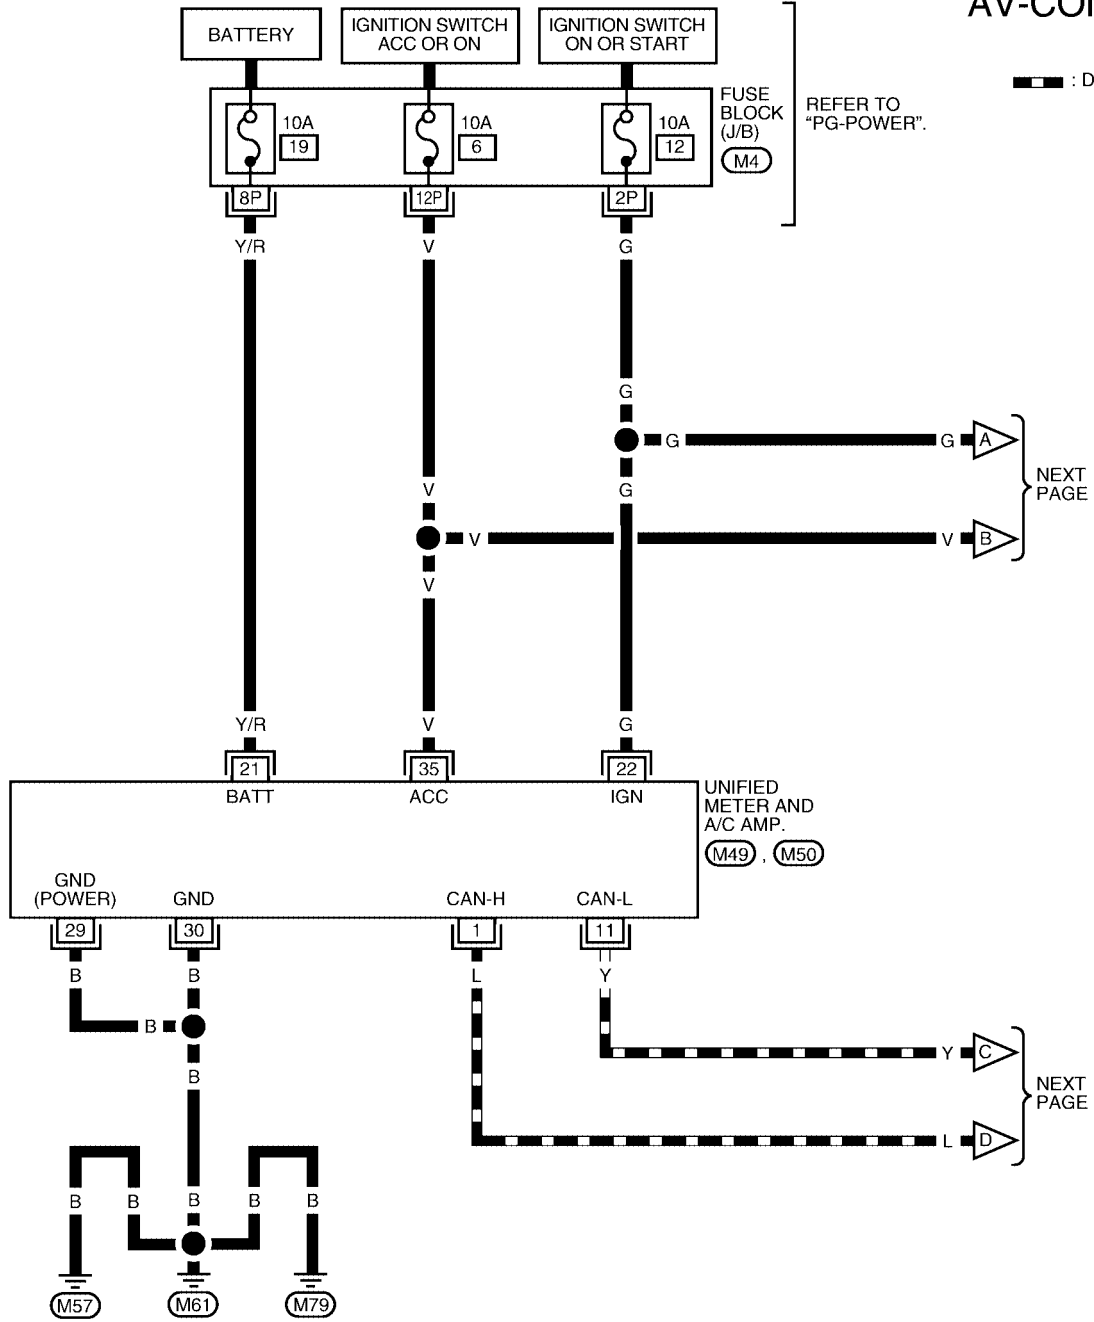 AV-CO
BATTERY
IGNITION SWITCH
ACC OR ON
IGNITION SWITCH
ON OR START
: D
10A
19
10A
6
10A
12
FUSE
BLOCK
(J/B)
M4
REFER TO
"PG-POWER".
8P
12P
2P
Y/R
V
G
G
G
G
A
V
G
NEXT
PAGE
V
V
B
V
Y/R
V
G
21
35
22
BATT
ACC
IGN
UNIFIED
METER AND
A/C AMP.
M49 , M50
GND
(POWER)
GND
CAN-H
CAN-L
29
30
1
11
B
B
L
Y
B
Y
C
B
NEXT
PAGE
L
D
B
B
B
B
B
M57
M61
M79